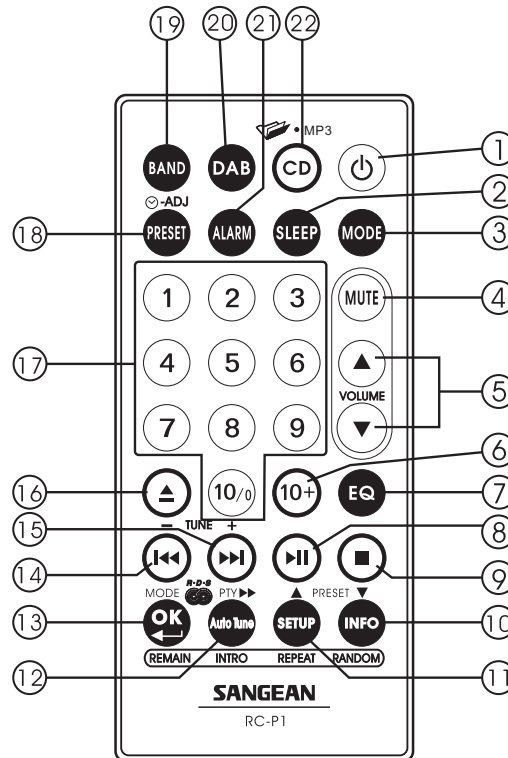 19 20 21 22
• MP3
BAND DAB CD 1
-ADJ 2
18 PRESET ALARM SLEEP MODE 3
1 2 3 MUTE 4
17 4 5 6
VOLUME 5
7 8 9 6
16 10/0 10+ EQ 7
15 − TUNE +
8
14 9
MODE R·D·S PTY PRESET
13 OK Auto Tune SETUP INFO 10
12 REMAIN INTRO REPEAT RANDOM 11
SANGEAN
RC-P1